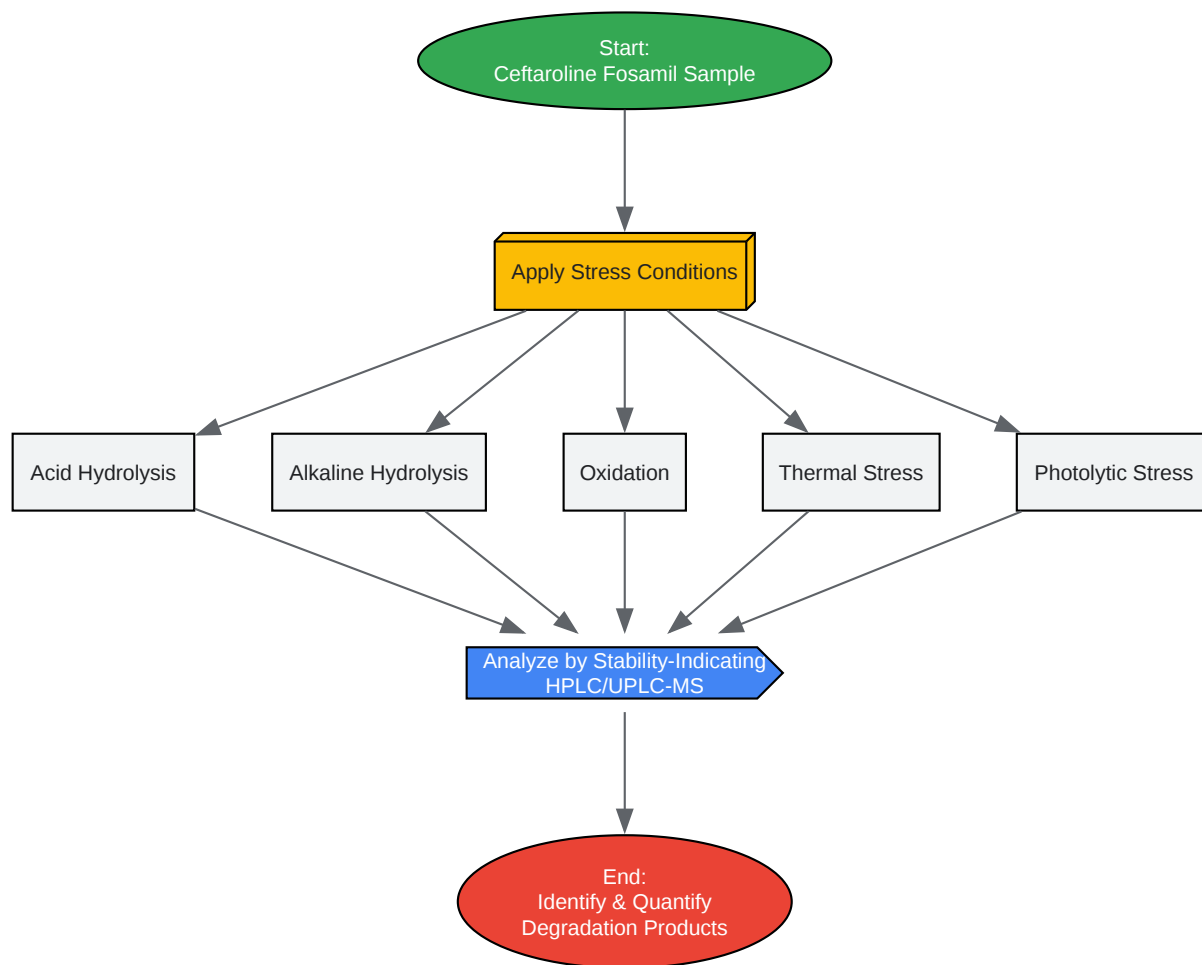 Start:
Ceftaroline Fosamil Sample
Apply Stress Conditions
Acid Hydrolysis
Alkaline Hydrolysis
Oxidation
Thermal Stress
Photolytic Stress
Analyze by Stability-Indicating
HPLC/UPLC-MS
End:
Identify & Quantify
Degradation Products